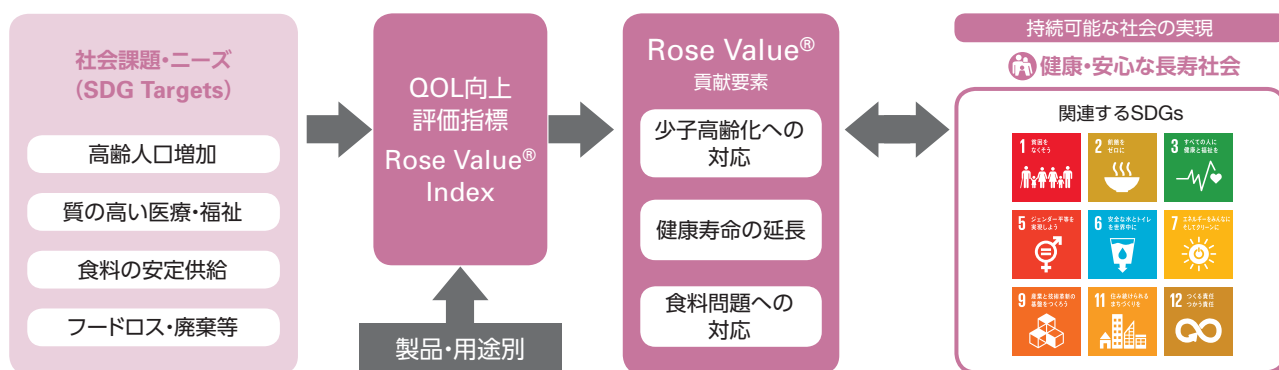 社会課題・ニーズ
（SDG Targets）
高齢人口増加
質の高い医療・福祉
食料の安定供給
フードロス・廃棄等
QOL向上
評価指標
Rose Value®
Index
製品・用途別
Rose Value®
貢献要素
少子高齢化への
対応
健康寿命の延長
食料問題への
対応
持続可能な社会の実現
健康・安心な長寿社会
関連するSDGs
1 貧困を
なくそう
2 飢餓を
ゼロに
3 すべての人に
健康と福祉を
5 ジェンダー平等を
実現しよう
6 安全な水とトイレ
を世界中に
7 エネルギーをみんなに
そしてクリーンに
9 産業と技術革新の
基盤をつくろう
11 住み続けられる
まちづくりを
12 つくる責任
つかう責任